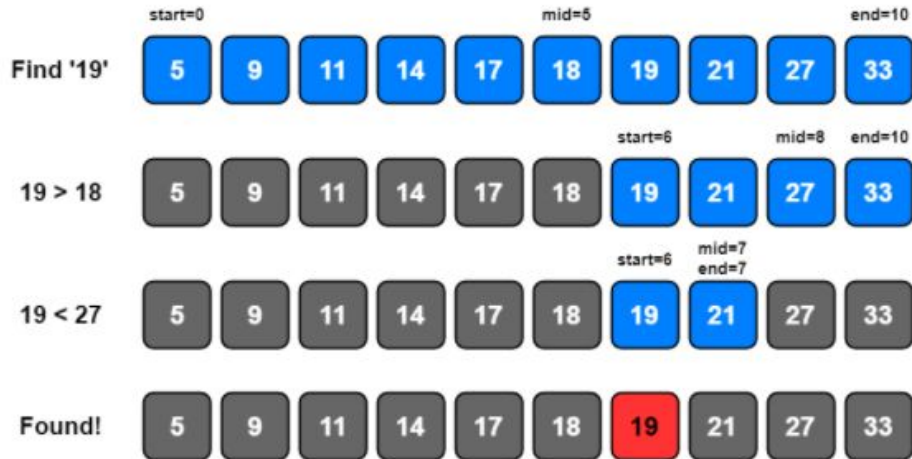 start=0 mid=5 end=10
Find '19' 5 9 11 14 17 18 19 21 27 33
start=6 mid=8 end=10
19 > 18 5 9 11 14 17 18 19 21 27 33
mid=7
start=6 end=7
19 < 27 5 9 11 14 17 18 19 21 27 33
Found! 5 9 11 14 17 18 19 21 27 33